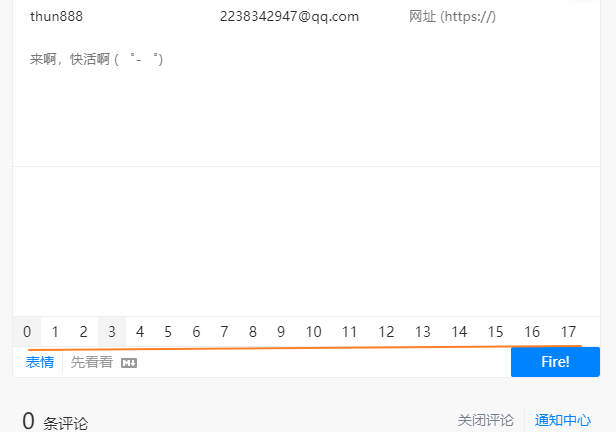 thun888 2238342947@qq.com 网址 (https://)
来啊，快活啊 ( ゜- ゜)
0 1 2 3 4 5 6 7 8 9 10 11 12 13 14 15 16 17
表情 先看看 M↓ Fire!
0 条评论 关闭评论 通知中心